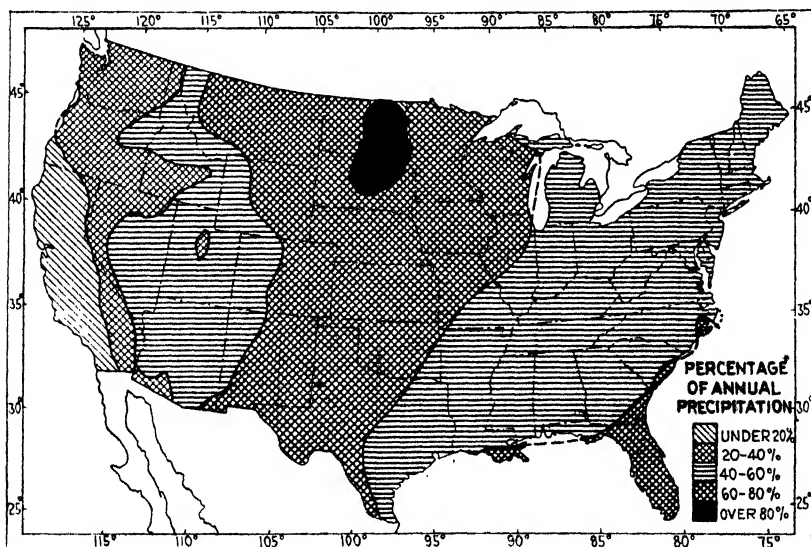 125° 120° 115° 110° 105° 100° 95° 90° 85° 80° 75° 70° 65°
45° 45°
40° 40°
35° 35°
30° 30°
25° 25°
PERCENTAGE
OF ANNUAL
PRECIPITATION
UNDER 20%
20-40%
40-60%
60-80%
OVER 80%
115° 110° 105° 100° 95° 90° 85° 80° 75°